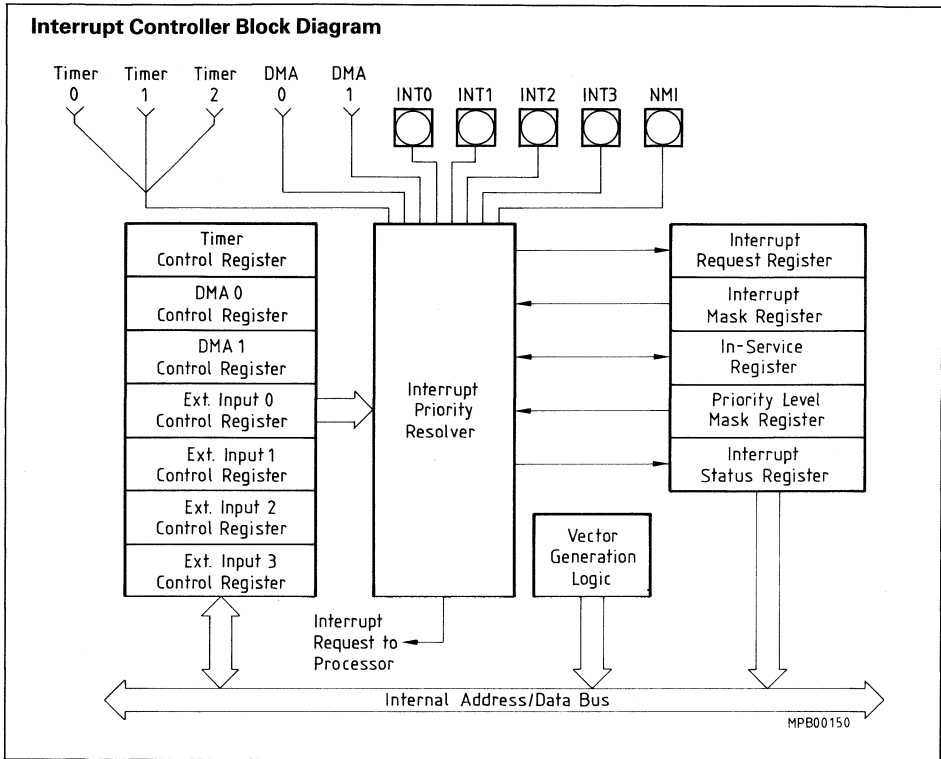 Interrupt Controller Block Diagram
Timer Timer Timer DMA DMA
0 1 2 0 1
INT0 INT1 INT2 INT3 NMI
Timer
Control Register
DMA 0
Control Register
DMA 1
Control Register
Ext. Input 0
Control Register
Ext. Input 1
Control Register
Ext. Input 2
Control Register
Ext. Input 3
Control Register
Interrupt
Priority
Resolver
Interrupt
Request Register
Interrupt
Mask Register
In-Service
Register
Priority Level
Mask Register
Interrupt
Status Register
Vector
Generation
Logic
Interrupt
Request to
Processor
Internal Address/Data Bus
MPB00150